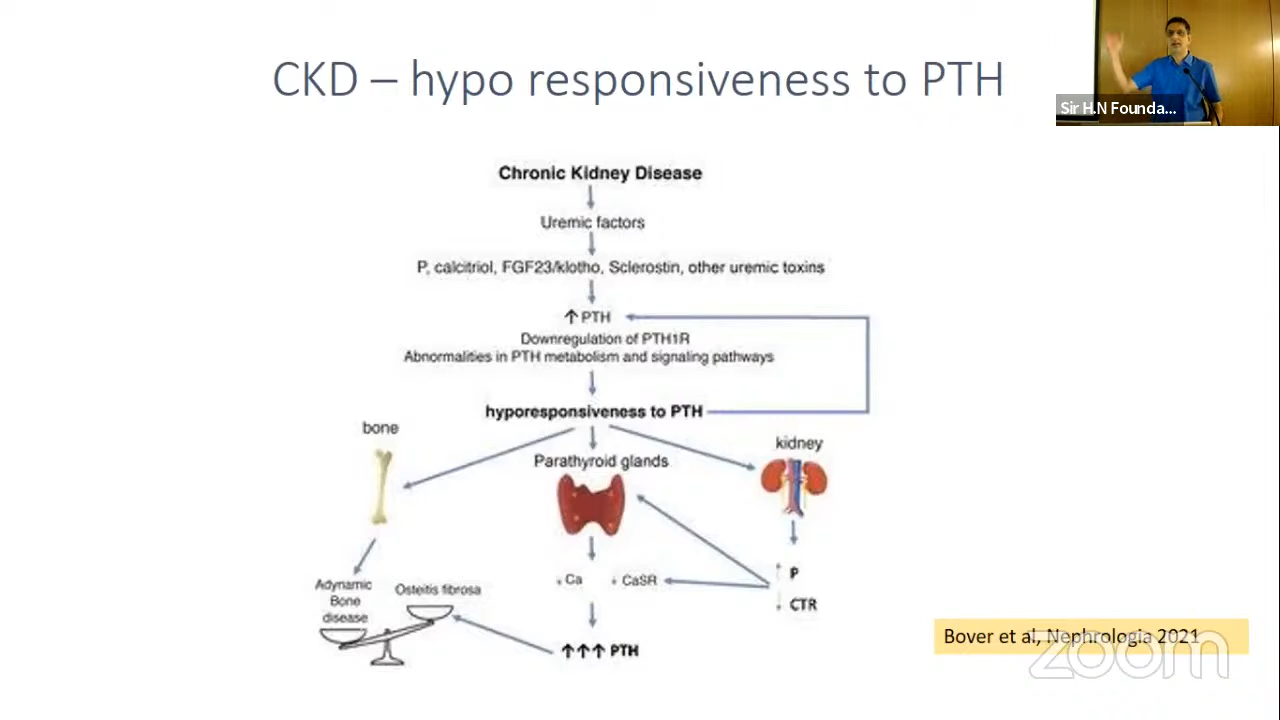 CKD – hypo responsiveness to PTH
Sir H.N Founda...
Chronic Kidney Disease
Uremic factors
P, calcitriol, FGF23/klotho, Sclerostin, other uremic toxins
↑ PTH
Downregulation of PTH1R
Abnormalities in PTH metabolism and signaling pathways
hyporesponsiveness to PTH
bone
Parathyroid glands
kidney
↓ Ca
↓ CaSR
↑ P
↓ CTR
Adynamic
Bone
disease
Osteitis fibrosa
↑↑↑ PTH
Bover et al, Nephrologia 2021
zoom